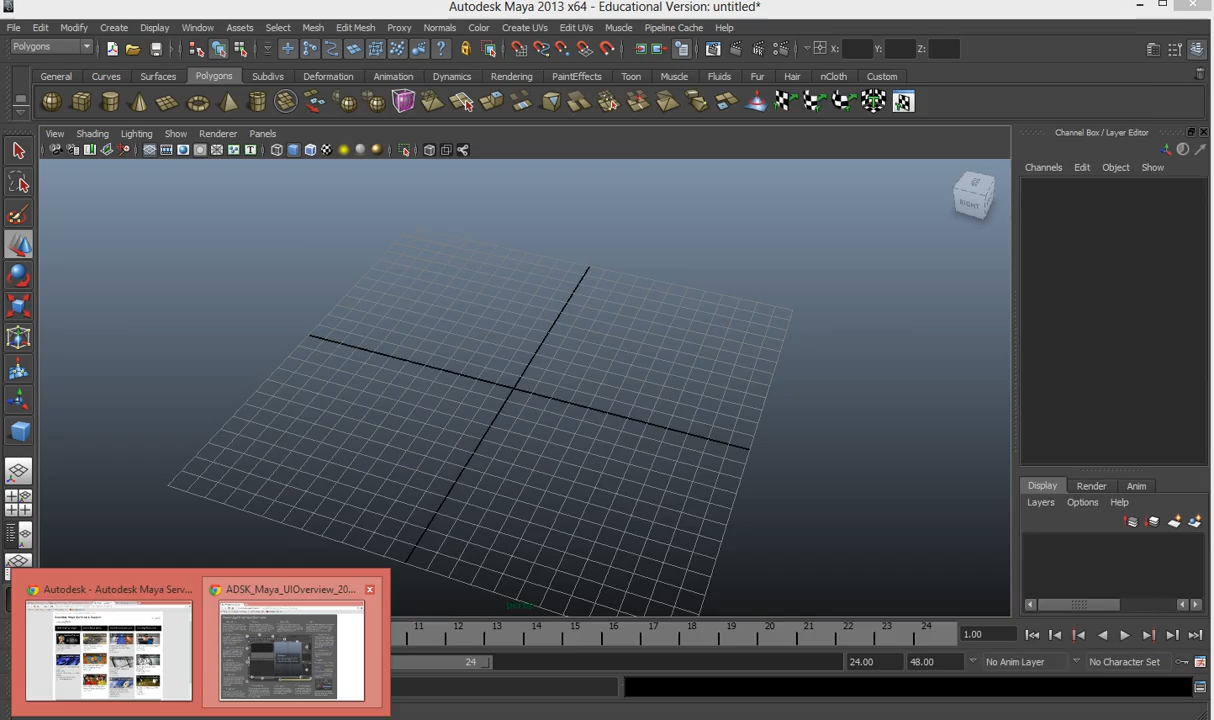 Autodesk Maya 2013 x64 - Educational Version: untitled*
File Edit Modify Create Display Window Assets Select Mesh Edit Mesh Proxy Normals Color Create UVs Edit UVs Muscle Pipeline Cache Help
Polygons X: Y: Z:
General Curves Surfaces Polygons Subdivs Deformation Animation Dynamics Rendering PaintEffects Toon Muscle Fluids Fur Hair nCloth Custom
View Shading Lighting Show Renderer Panels
Channel Box / Layer Editor
Channels Edit Object Show
RIGHT
Display Render Anim
Layers Options Help
persp
Autodesk - Autodesk Maya Serv... ADSK_Maya_UIOverview_20...
11 12 13 14 15 16 17 18 19 20 21 22 23 24 1.00
24 24.00 48.00 No Anim Layer No Character Set